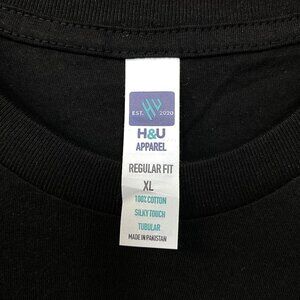 EST. 2020
H&U
APPAREL
REGULAR FIT
XL
100% COTTON
SILKY TOUCH
TUBULAR
MADE IN PAKISTAN